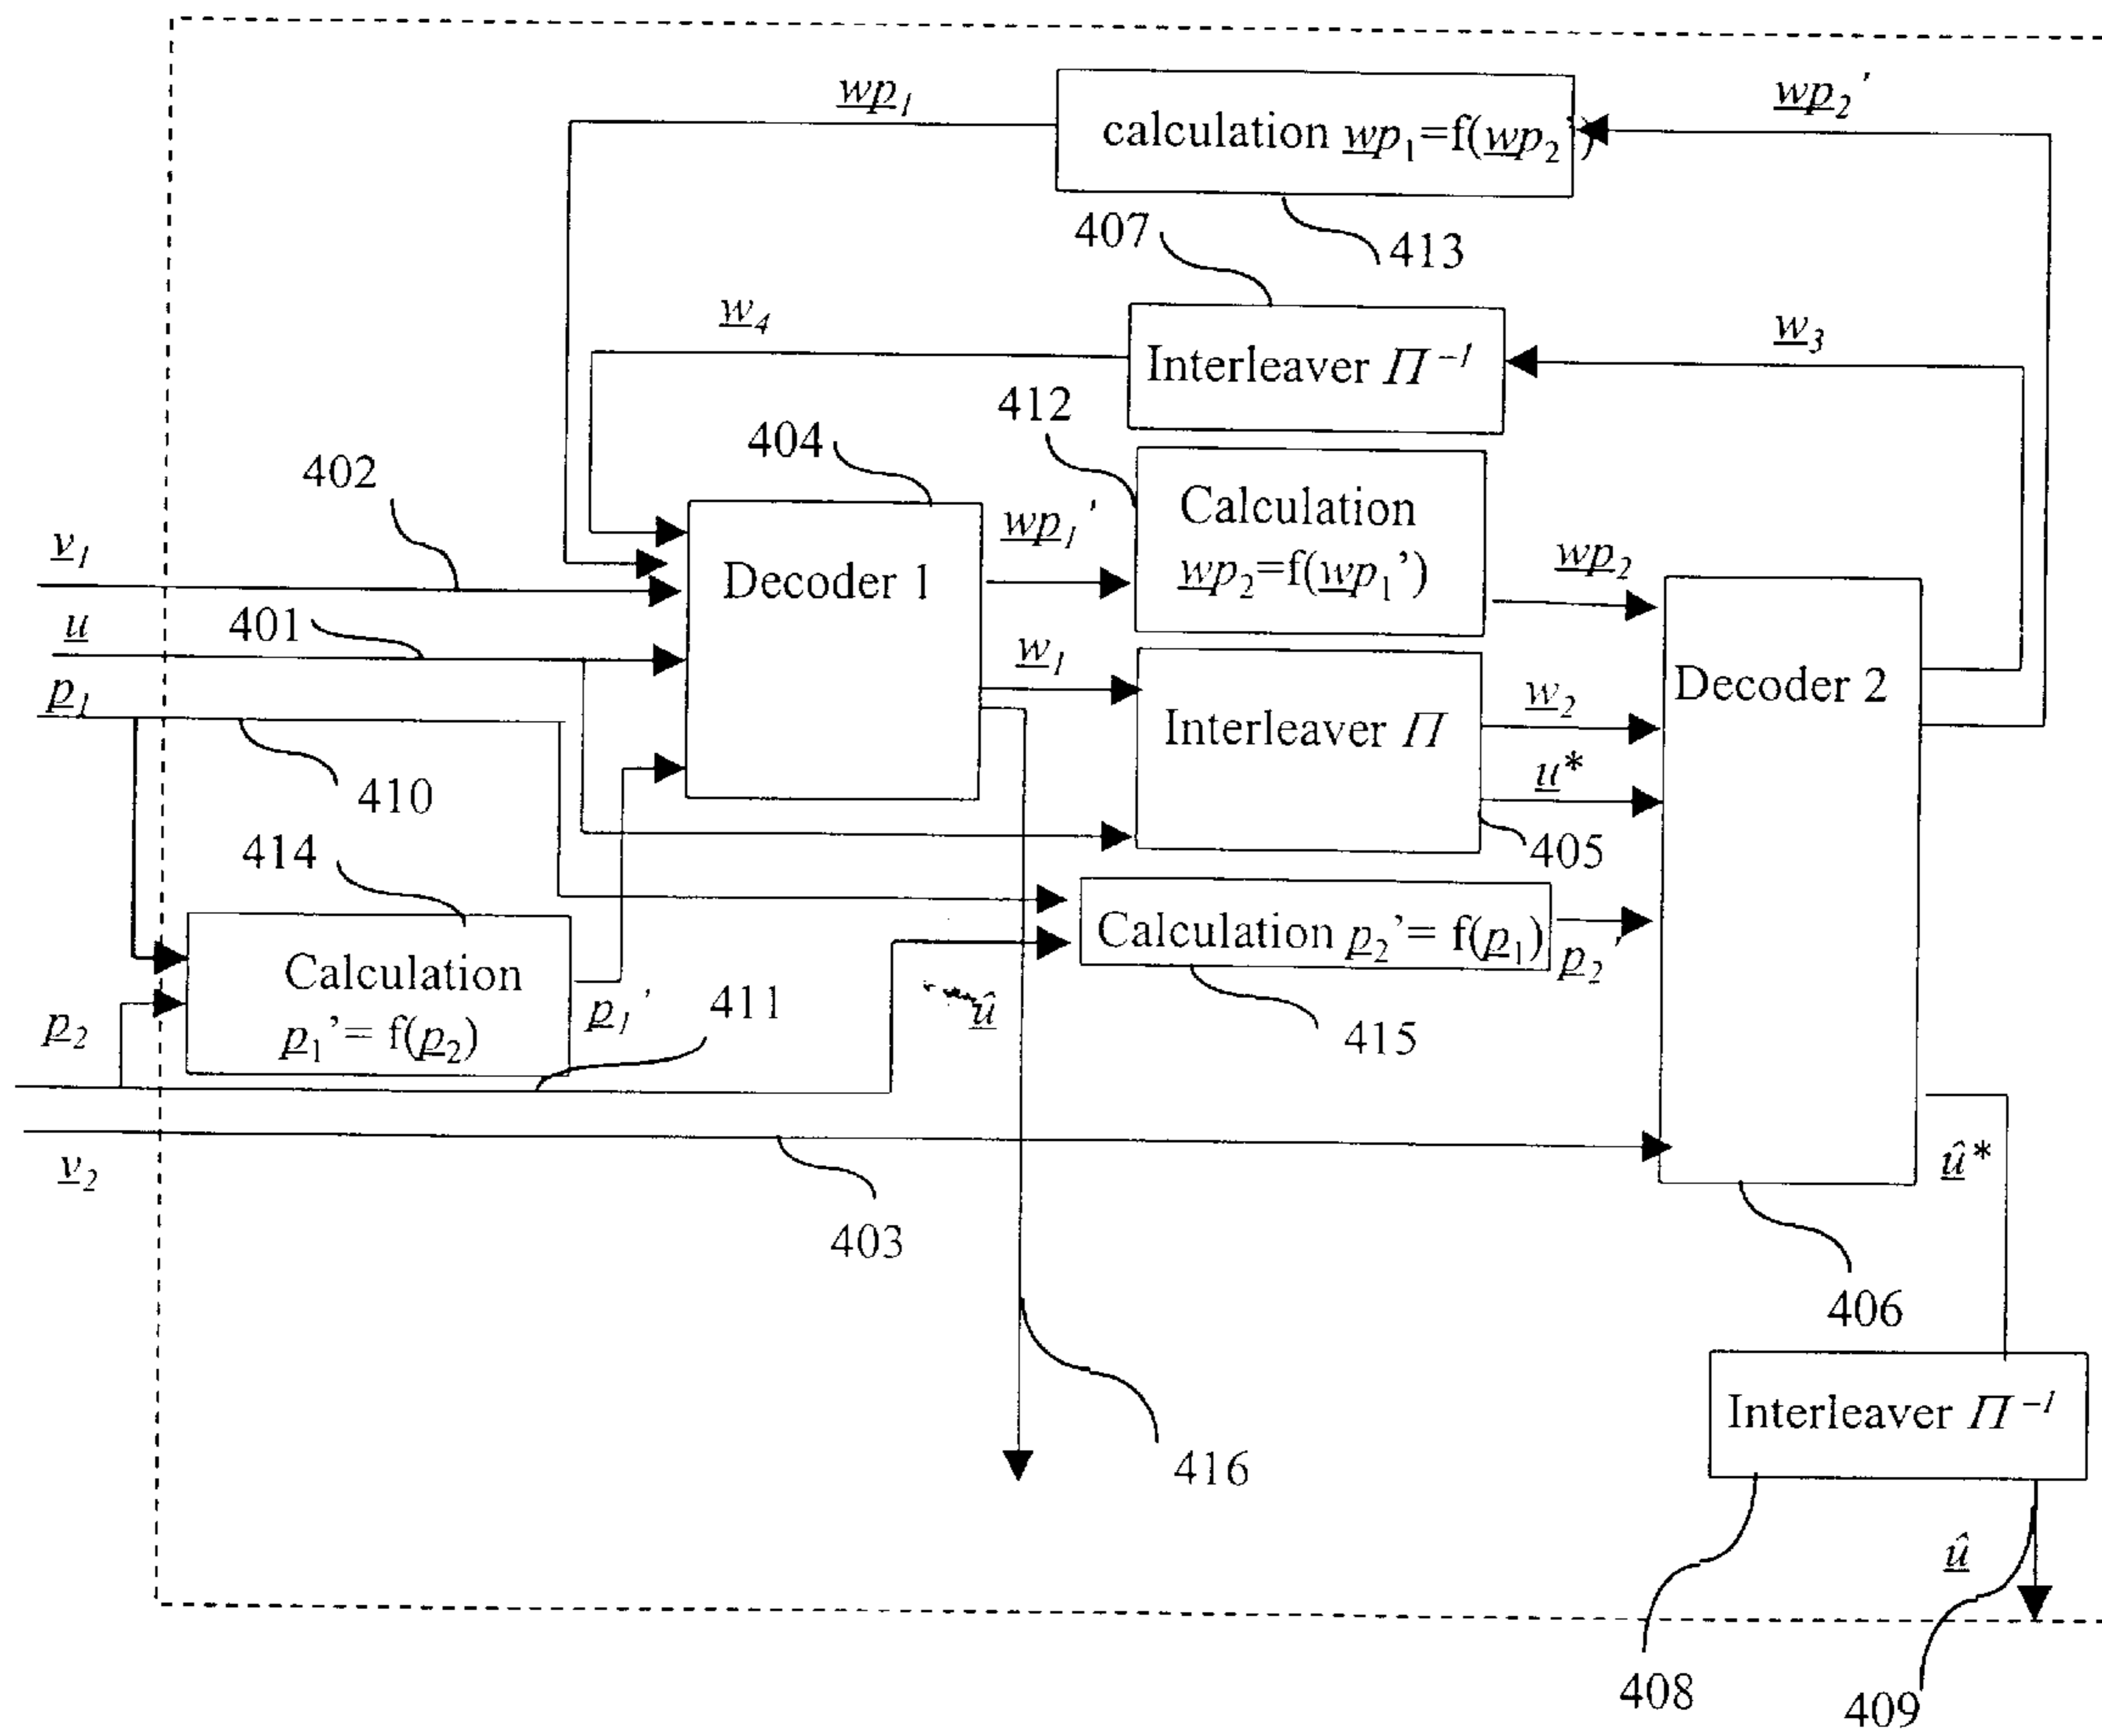 wp₁
calculation wp₁=f(wp₂')
wp₂'
407
413
w₄
Interleaver Π⁻¹
w₃
412
404
402
wp₁'
Calculation
wp₂=f(wp₁')
wp₂
v₁
Decoder 1
u
401
w₁
Decoder 2
p₁
Interleaver Π
w₂
u*
410
405
414
Calculation p₂'= f(p₁)
p₂'
Calculation
p₁'= f(p₂)
p₁'
411
û
415
p₂
v₂
403
û*
406
Interleaver Π⁻¹
416
û
408
409